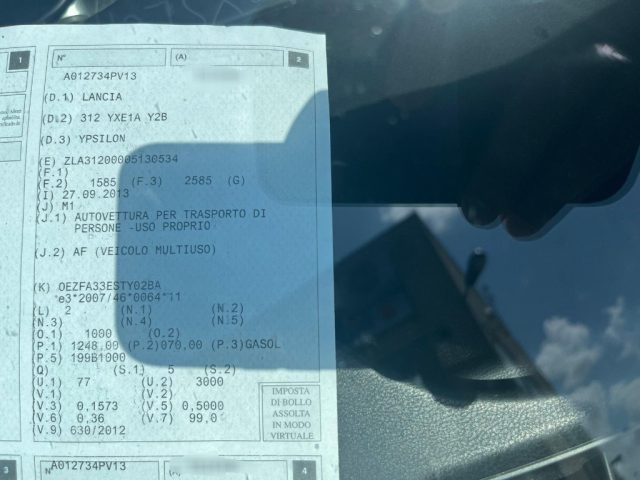 1
N°
(A)
2
A012734PV13
(D.1) LANCIA
(D.2) 312 YXE1A Y2B
(D.3) YPSILON
(E) ZLA31200005130534
(F.1)
(F.2) 1585 (F.3) 2585 (G)
(I) 27.09.2013
(J) M1
(J.1) AUTOVETTURA PER TRASPORTO DI
PERSONE -USO PROPRIO
(J.2) AF (VEICOLO MULTIUSO)
(K) OEZFA33ESTY02BA
*e3*2007/46*0064*11
(L) 2 (N.1) (N.2)
(N.3) (N.4) (N.5)
(O.1) 1000 (O.2)
(P.1) 1248,00 (P.2)070,00 (P.3)GASOL
(P.5) 199B1000
(Q) (S.1) 5 (S.2)
(U.1) 77 (U.2) 3000
(V.1) (V.2)
(V.3) 0,1573 (V.5) 0,5000
(V.6) 0,36 (V.7) 99,0
(V.9) 630/2012
IMPOSTA
DI BOLLO
ASSOLTA
IN MODO
VIRTUALE
3
N°
A012734PV13
(A)
4